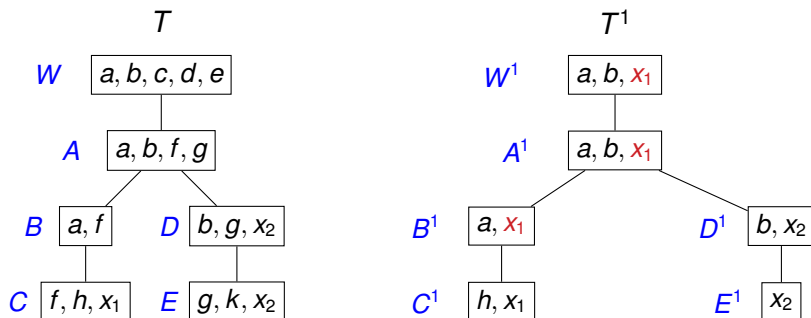 T T¹
W a, b, c, d, e W¹ a, b, x₁
A a, b, f, g A¹ a, b, x₁
B a, f D b, g, x₂ B¹ a, x₁ D¹ b, x₂
C f, h, x₁ E g, k, x₂ C¹ h, x₁ E¹ x₂